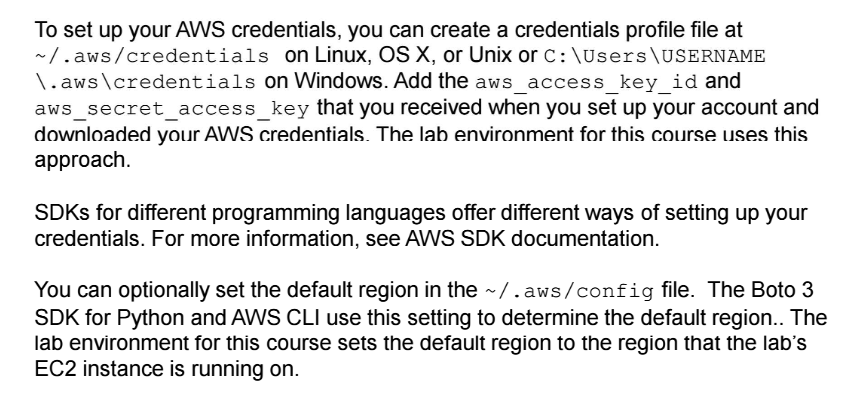 To set up your AWS credentials, you can create a credentials profile file at
~/.aws/credentials on Linux, OS X, or Unix or C:\Users\USERNAME
\.aws\credentials on Windows. Add the aws_access_key_id and
aws_secret_access_key that you received when you set up your account and
downloaded your AWS credentials. The lab environment for this course uses this
approach.
SDKs for different programming languages offer different ways of setting up your
credentials. For more information, see AWS SDK documentation.
You can optionally set the default region in the ~/.aws/config file.  The Boto 3
SDK for Python and AWS CLI use this setting to determine the default region.. The
lab environment for this course sets the default region to the region that the lab's
EC2 instance is running on.